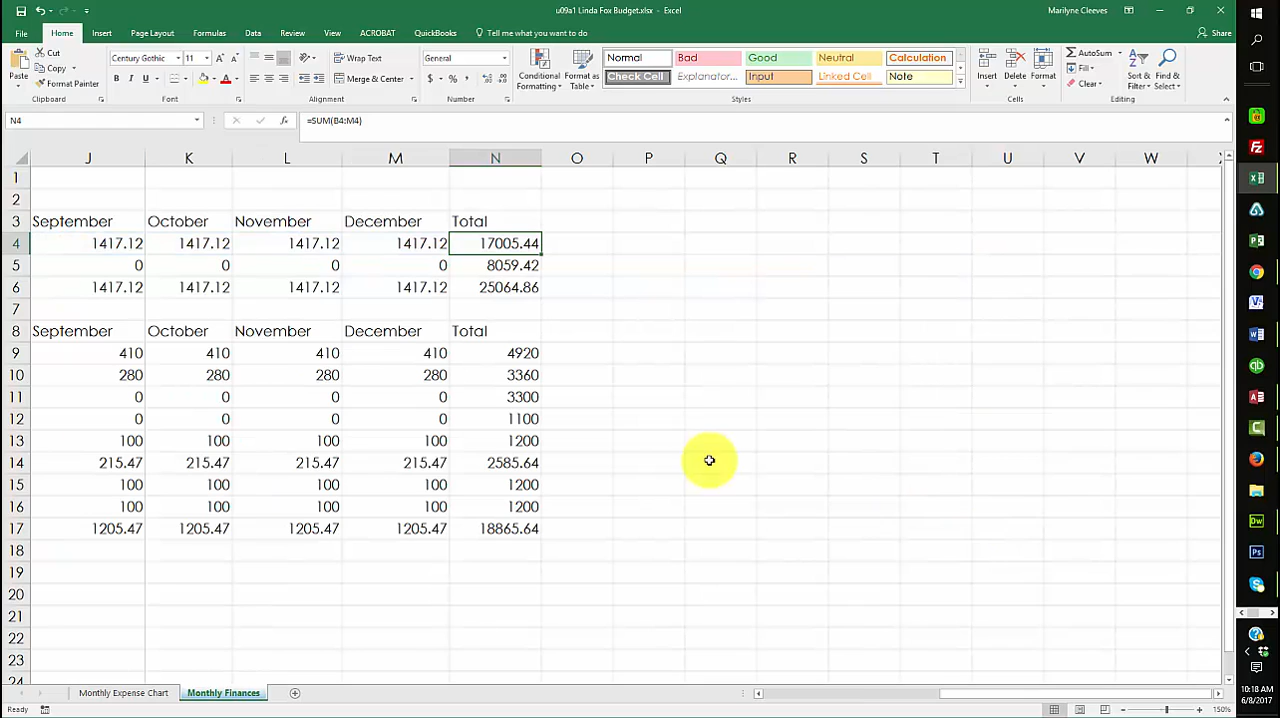 u09a1 Linda Fox Budget.xlsx - Excel
Marilyne Cleeves
File Home Insert Page Layout Formulas Data Review View ACROBAT QuickBooks Tell me what you want to do Share
Paste Cut Copy Format Painter Clipboard
Century Gothic 11 A A B I U A Font
Wrap Text Merge & Center Alignment
General $ % , Number
Conditional Formatting Format as Table
Normal Bad Good Neutral Calculation
Check Cell Explanator... Input Linked Cell Note
Styles
Insert Delete Format Cells
AutoSum Fill Clear Sort & Filter Find & Select Editing
N4 fx =SUM(B4:M4)
J K L M N O P Q R S T U V W
1
2
3 September October November December Total
4 1417.12 1417.12 1417.12 1417.12 17005.44
5 0 0 0 0 8059.42
6 1417.12 1417.12 1417.12 1417.12 25064.86
7
8 September October November December Total
9 410 410 410 410 4920
10 280 280 280 280 3360
11 0 0 0 0 3300
12 0 0 0 0 1100
13 100 100 100 100 1200
14 215.47 215.47 215.47 215.47 2585.64
15 100 100 100 100 1200
16 100 100 100 100 1200
17 1205.47 1205.47 1205.47 1205.47 18865.64
18
19
20
21
22
23
24
Monthly Expense Chart Monthly Finances
Ready 150%
10:18 AM
6/8/2017